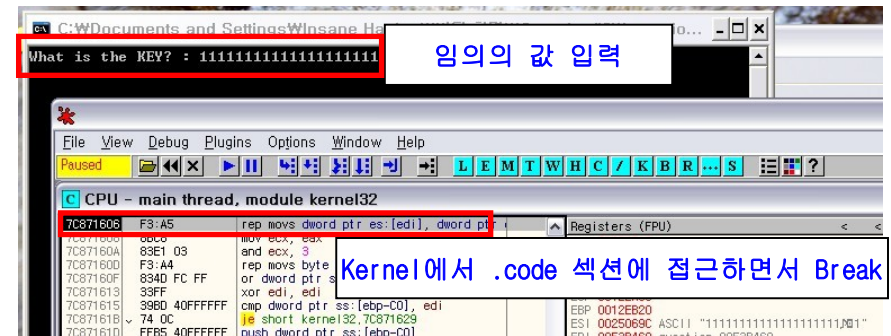 C:₩Documents and Settings₩Insane
What is the KEY? : 11111111111111111111111
임의의 값 입력
File View Debug Plugins Options Window Help
Paused
L E M T W H C / K B R ... S ?
C CPU - main thread, module kernel32
7C871606 F3:A5 rep movs dword ptr es:[edi], dword ptr
Registers (FPU) < <
7C871608 8BC8 mov ecx, eax
7C87160A 83E1 03 and ecx, 3
7C87160D F3:A4 rep movs byte
7C87160F 834D FC FF or dword ptr s
7C871613 33FF xor edi, edi
7C871615 39BD 40FFFFFF cmp dword ptr ss:[ebp-C0], edi
7C87161B 74 0C je short kernel32.7C871629
7C87161D FFB5 40FFFFFF push dword ptr ss:[ebp-C0]
Kernel에서 .code 섹션에 접근하면서 Break
EBP 0012EB20
ESI 0025069C ASCII